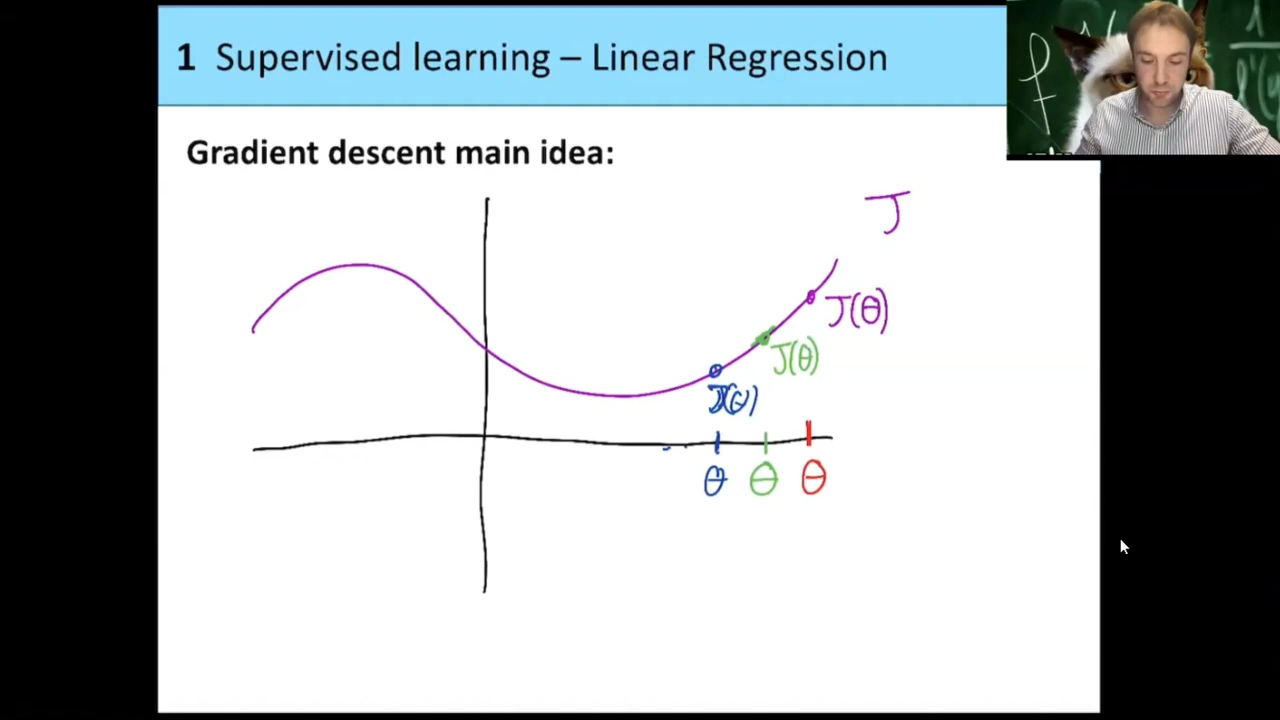 1 Supervised learning – Linear Regression
Gradient descent main idea:
J
J(θ)
J(θ)
J(θ)
θ θ θ